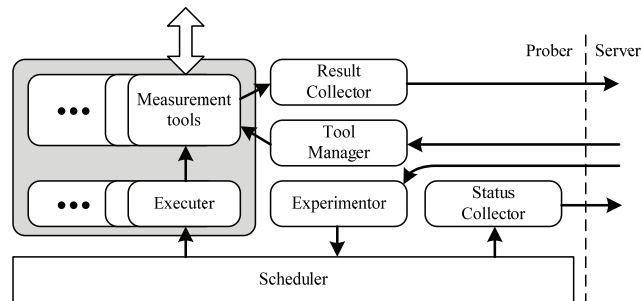 Prober
Server
Result
Collector
Measurement
tools
Tool
Manager
Executer
Experimentor
Status
Collector
Scheduler